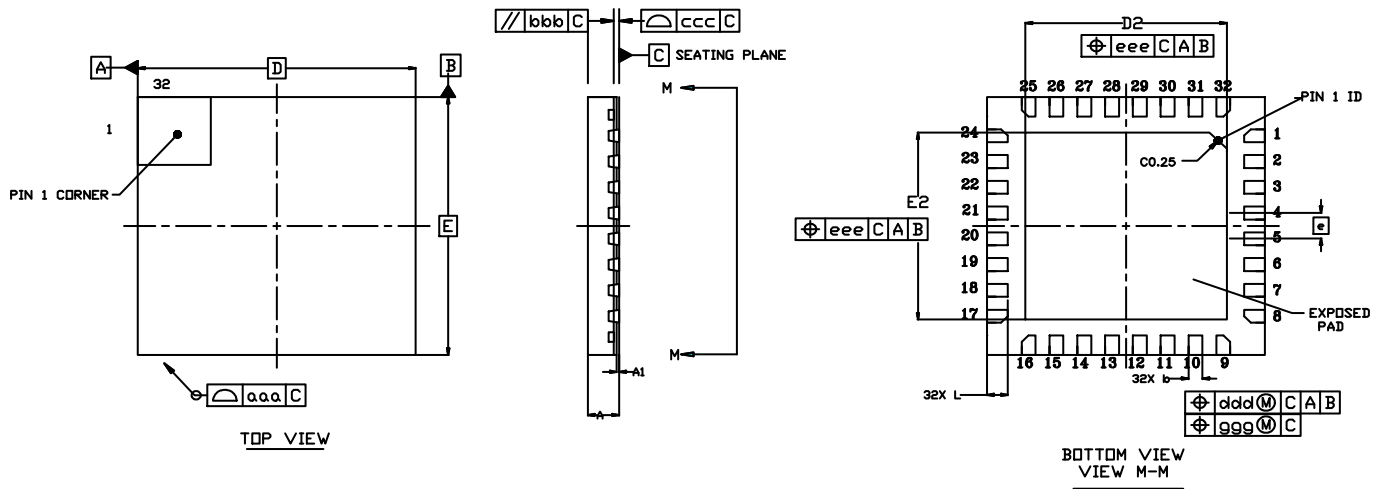 // bbb C
ccc C
C SEATING PLANE
A
D
B
32
1
PIN 1 CORNER
E
aaa C
TOP VIEW
M
M
A1
A
D2
eee C A B
25 26 27 28 29 30 31 32
PIN 1 ID
C0.25
24
23
22
21
20
19
18
17
1
2
3
4
5
6
7
8
E2
eee C A B
e
EXPOSED
PAD
16 15 14 13 12 11 10 9
32X b
32X L
ddd Ⓜ C A B
ggg Ⓜ C
BOTTOM VIEW
VIEW M-M